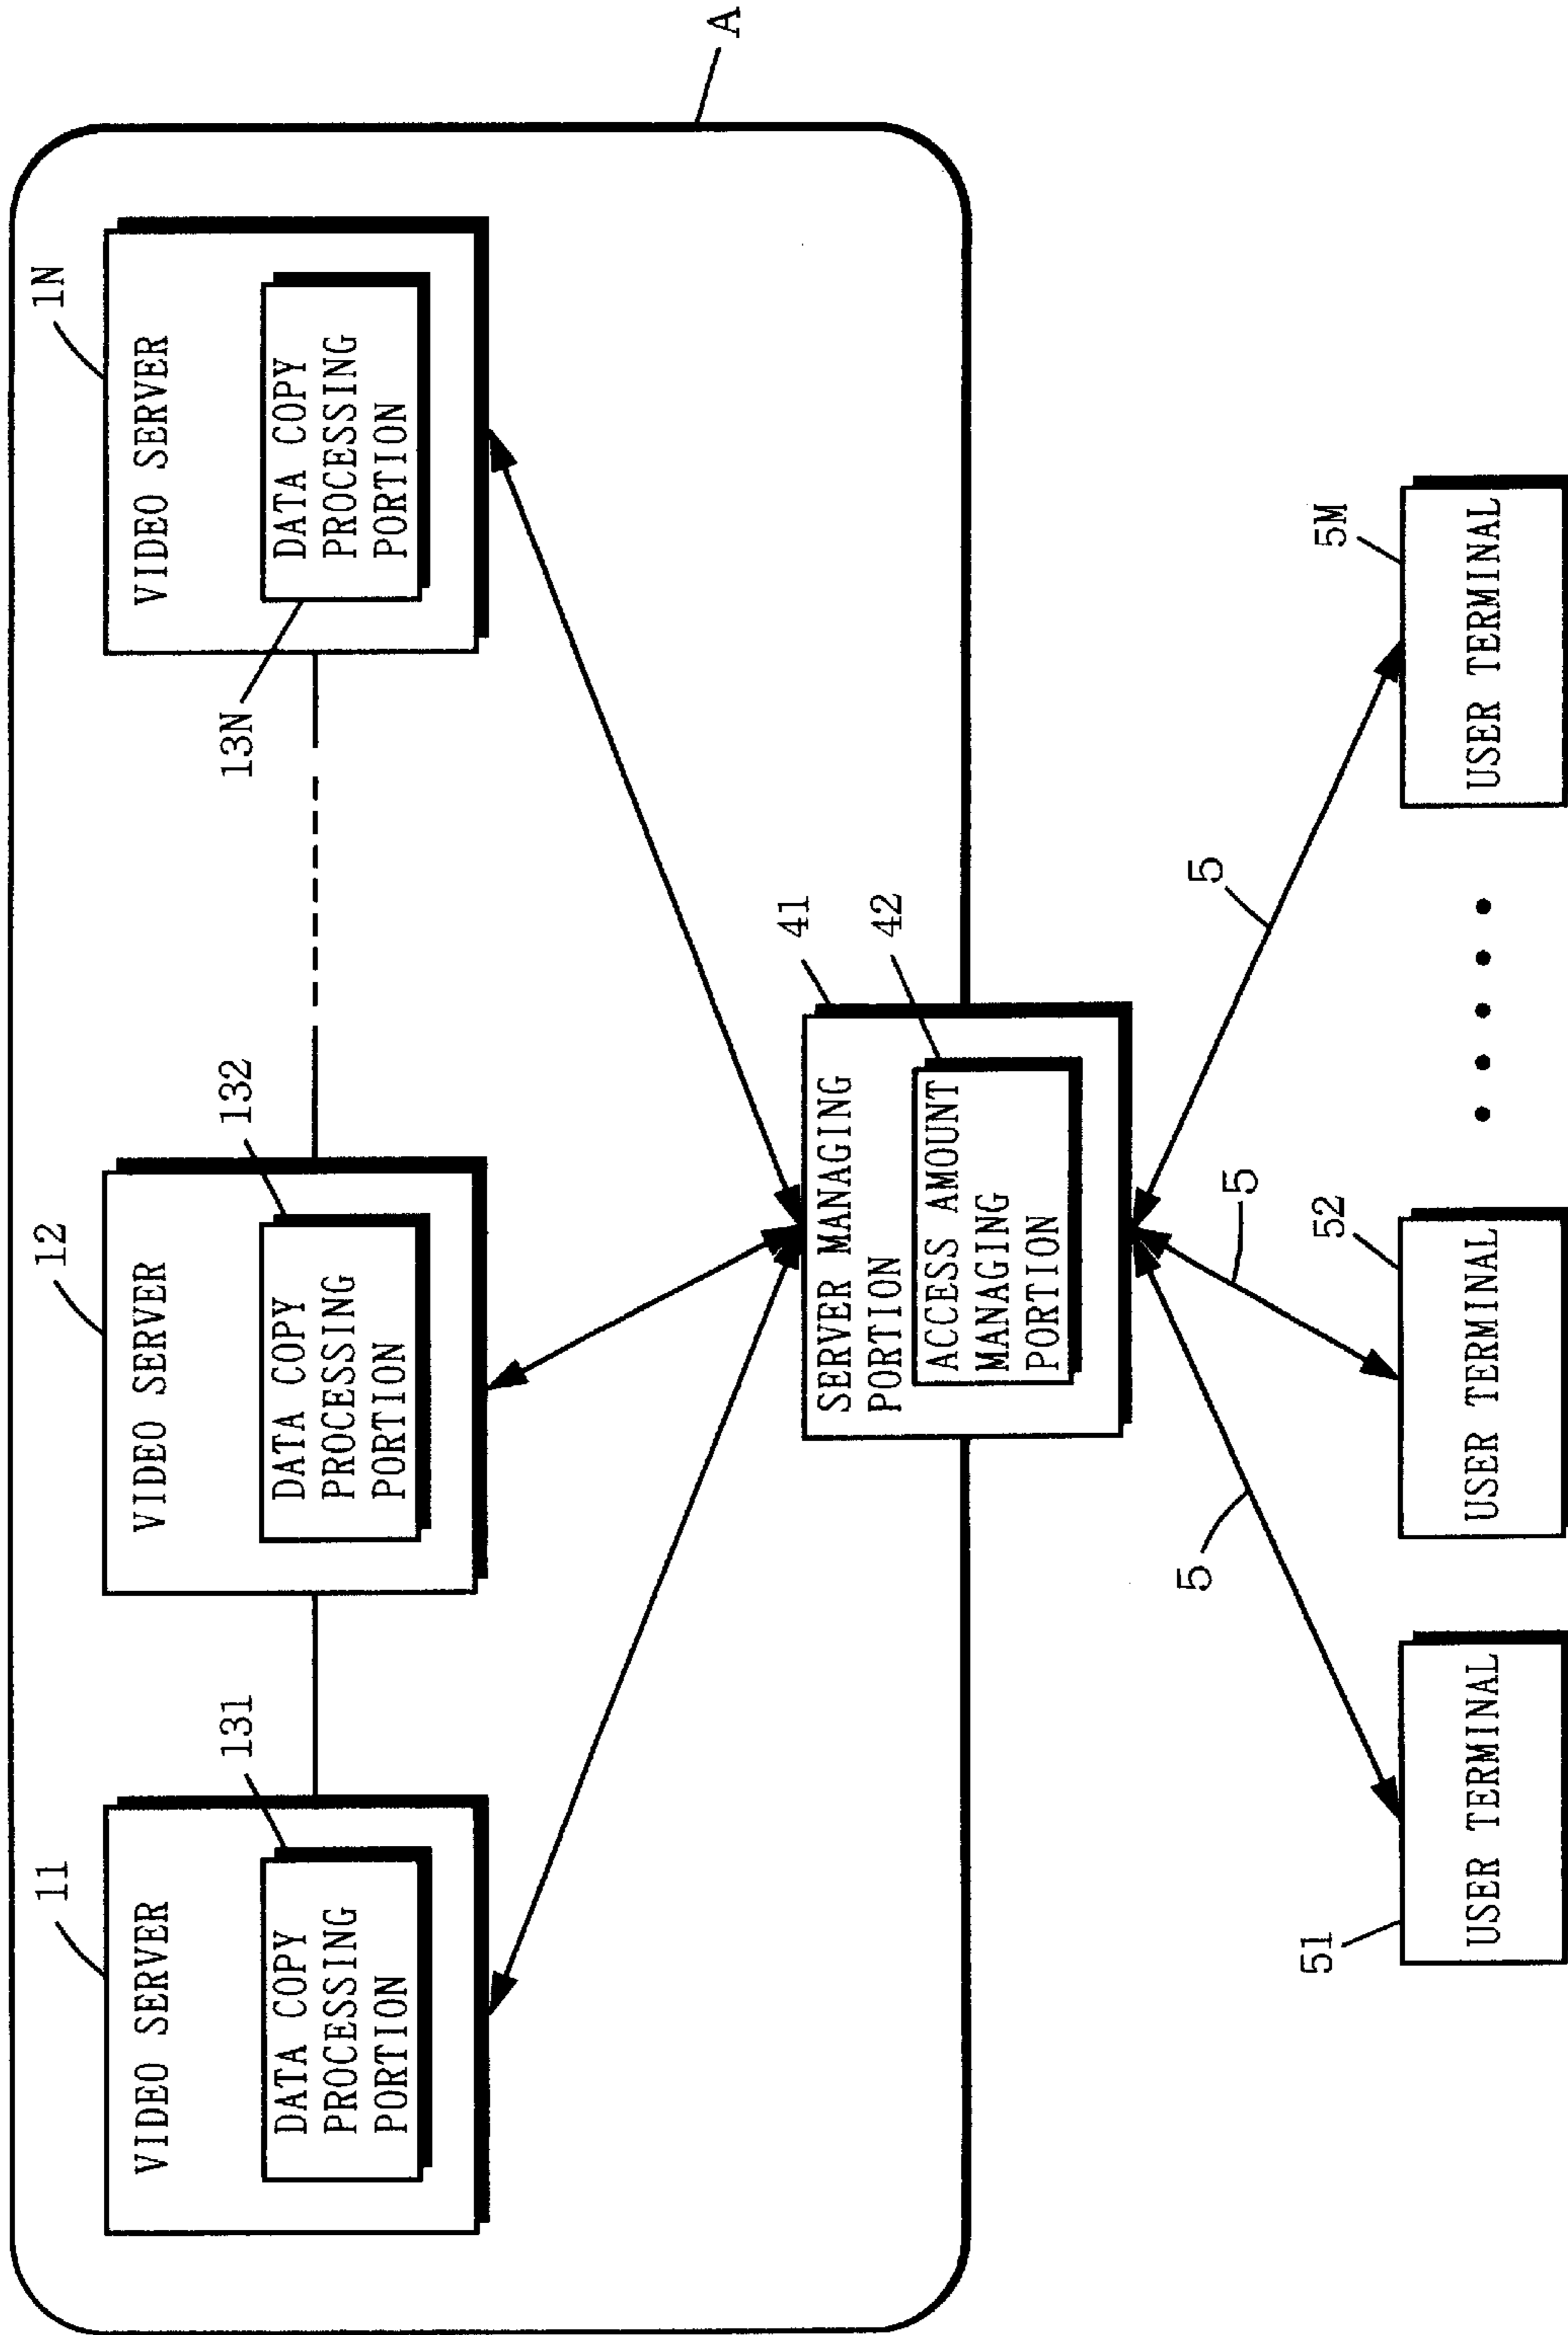 A
11
VIDEO SERVER
131
DATA COPY
PROCESSING
PORTION
12
VIDEO SERVER
132
DATA COPY
PROCESSING
PORTION
1N
VIDEO SERVER
13N
DATA COPY
PROCESSING
PORTION
41
SERVER MANAGING
PORTION
42
ACCESS AMOUNT
MANAGING
PORTION
5
5
5
51
USER TERMINAL
52
USER TERMINAL
5M
USER TERMINAL